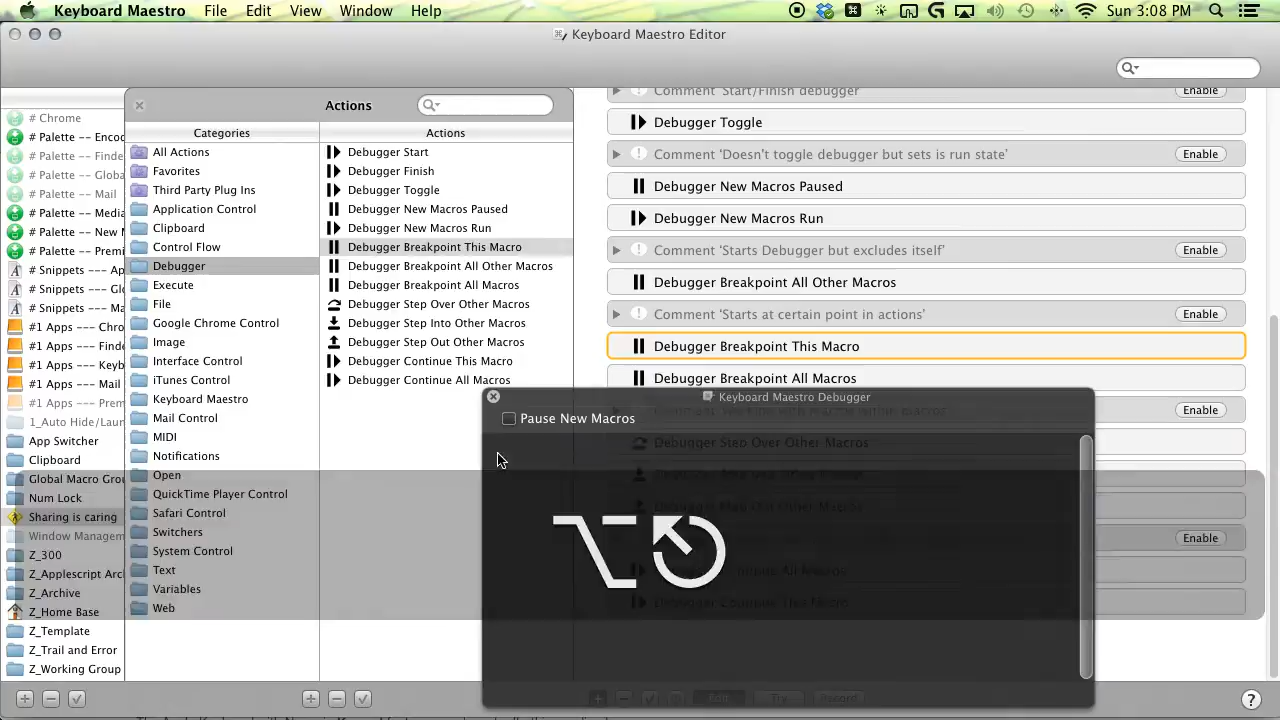 Keyboard Maestro File Edit View Window Help Sun 3:08 PM
Keyboard Maestro Editor
Actions
Categories
Actions
# Chrome
# Palette -- Enco
# Palette -- Finde
# Palette -- Globa
# Palette -- Mail
# Palette -- Media
# Palette -- New M
# Palette -- Premi
# Snippets --- Ap
# Snippets --- Glo
# Snippets --- Ma
#1 Apps --- Chro
#1 Apps --- Finde
#1 Apps --- Keyb
#1 Apps --- Mail
#1 Apps --- Prem
1_Auto Hide/Laun
App Switcher
Clipboard
Global Macro Grou
Num Lock
Sharing is caring
Window Managem
Z_300
Z_Applescript Arc
Z_Archive
Z_Home Base
Z_Template
Z_Trail and Error
Z_Working Group
All Actions
Favorites
Third Party Plug Ins
Application Control
Clipboard
Control Flow
Debugger
Execute
File
Google Chrome Control
Image
Interface Control
iTunes Control
Keyboard Maestro
Mail Control
MIDI
Notifications
Open
QuickTime Player Control
Safari Control
Switchers
System Control
Text
Variables
Web
Debugger Start
Debugger Finish
Debugger Toggle
Debugger New Macros Paused
Debugger New Macros Run
Debugger Breakpoint This Macro
Debugger Breakpoint All Other Macros
Debugger Breakpoint All Macros
Debugger Step Over Other Macros
Debugger Step Into Other Macros
Debugger Step Out Other Macros
Debugger Continue This Macro
Debugger Continue All Macros
Comment 'Start/Finish debugger' Enable
Debugger Toggle
Comment 'Doesn't toggle debugger but sets is run state' Enable
Debugger New Macros Paused
Debugger New Macros Run
Comment 'Starts Debugger but excludes itself' Enable
Debugger Breakpoint All Other Macros
Comment 'Starts at certain point in actions' Enable
Debugger Breakpoint This Macro
Debugger Breakpoint All Macros
Enable
Debugger Step Over Other Macros
Enable
Keyboard Maestro Debugger
Pause New Macros
⌥⎋
Edit Try Record
?